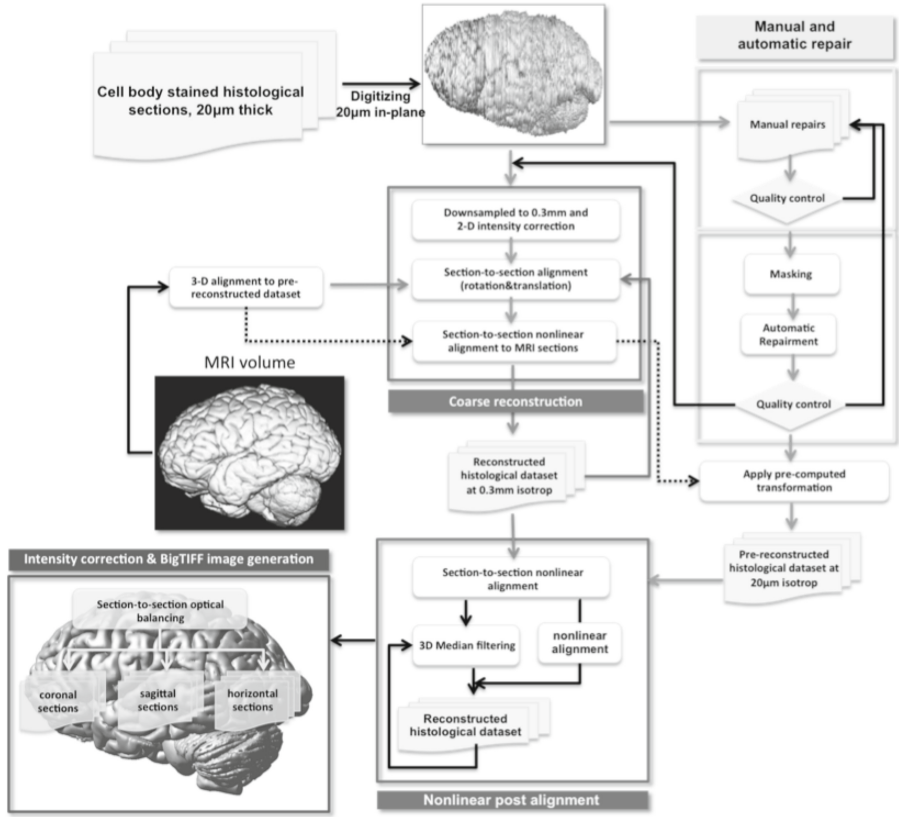 Cell body stained histological
sections, 20µm thick
Digitizing
20µm in-plane
Manual and
automatic repair
Manual repairs
Quality control
Masking
Automatic
Repairment
Quality control
Apply pre-computed
transformation
Pre-reconstructed
histological dataset at
20µm isotrop
Downsampled to 0.3mm and
2-D intensity correction
Section-to-section alignment
(rotation&translation)
Section-to-section nonlinear
alignment to MRI sections
Coarse reconstruction
3-D alignment to pre-
reconstructed dataset
MRI volume
Reconstructed
histological dataset
at 0.3mm isotrop
Section-to-section nonlinear
alignment
3D Median filtering
nonlinear
alignment
Reconstructed
histological dataset
Nonlinear post alignment
Intensity correction & BigTIFF image generation
Section-to-section optical
balancing
coronal
sections
sagittal
sections
horizontal
sections